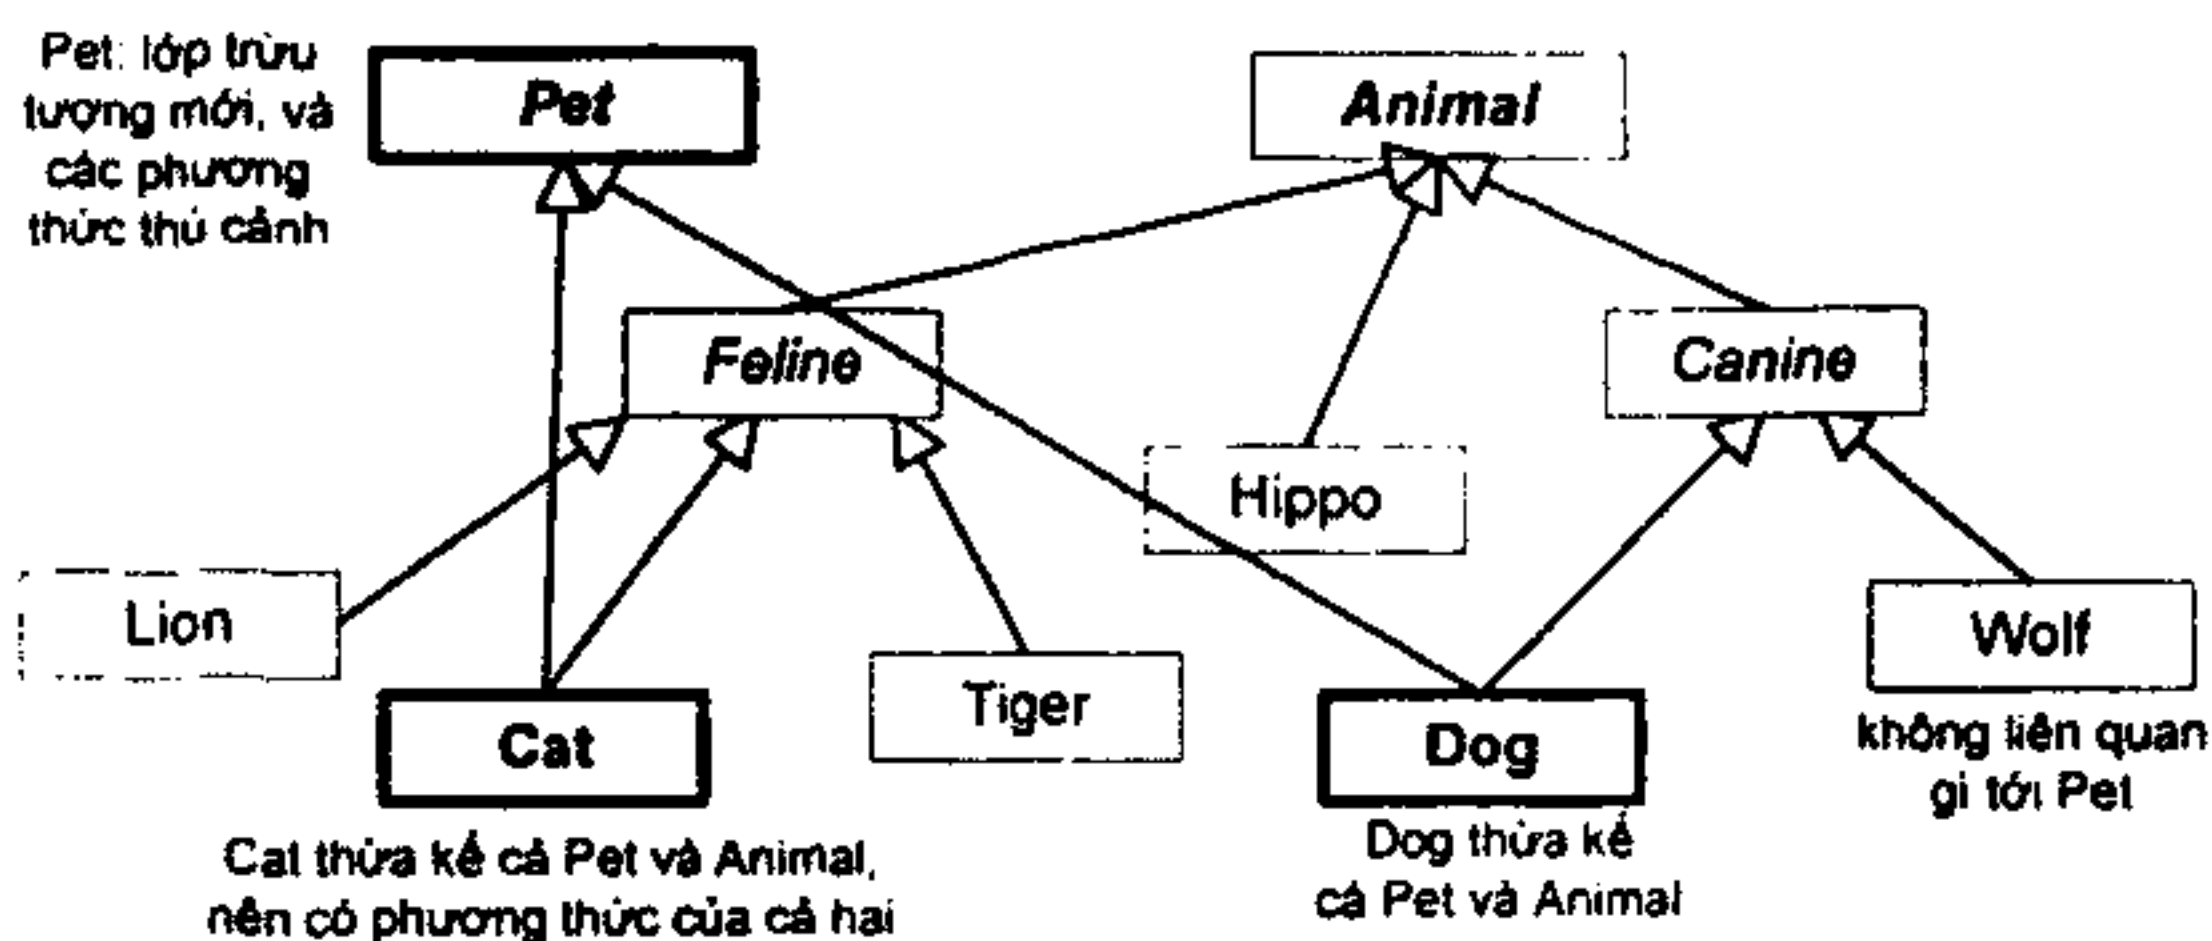 Pet: lớp trừu
tượng mới, và
các phương
thức thú cảnh
Pet
Animal
Feline
Canine
Hippo
Lion
Cat
Tiger
Dog
Wolf
không liên quan
gì tới Pet
Cat thừa kế cả Pet và Animal,
nên có phương thức của cả hai
Dog thừa kế
cả Pet và Animal